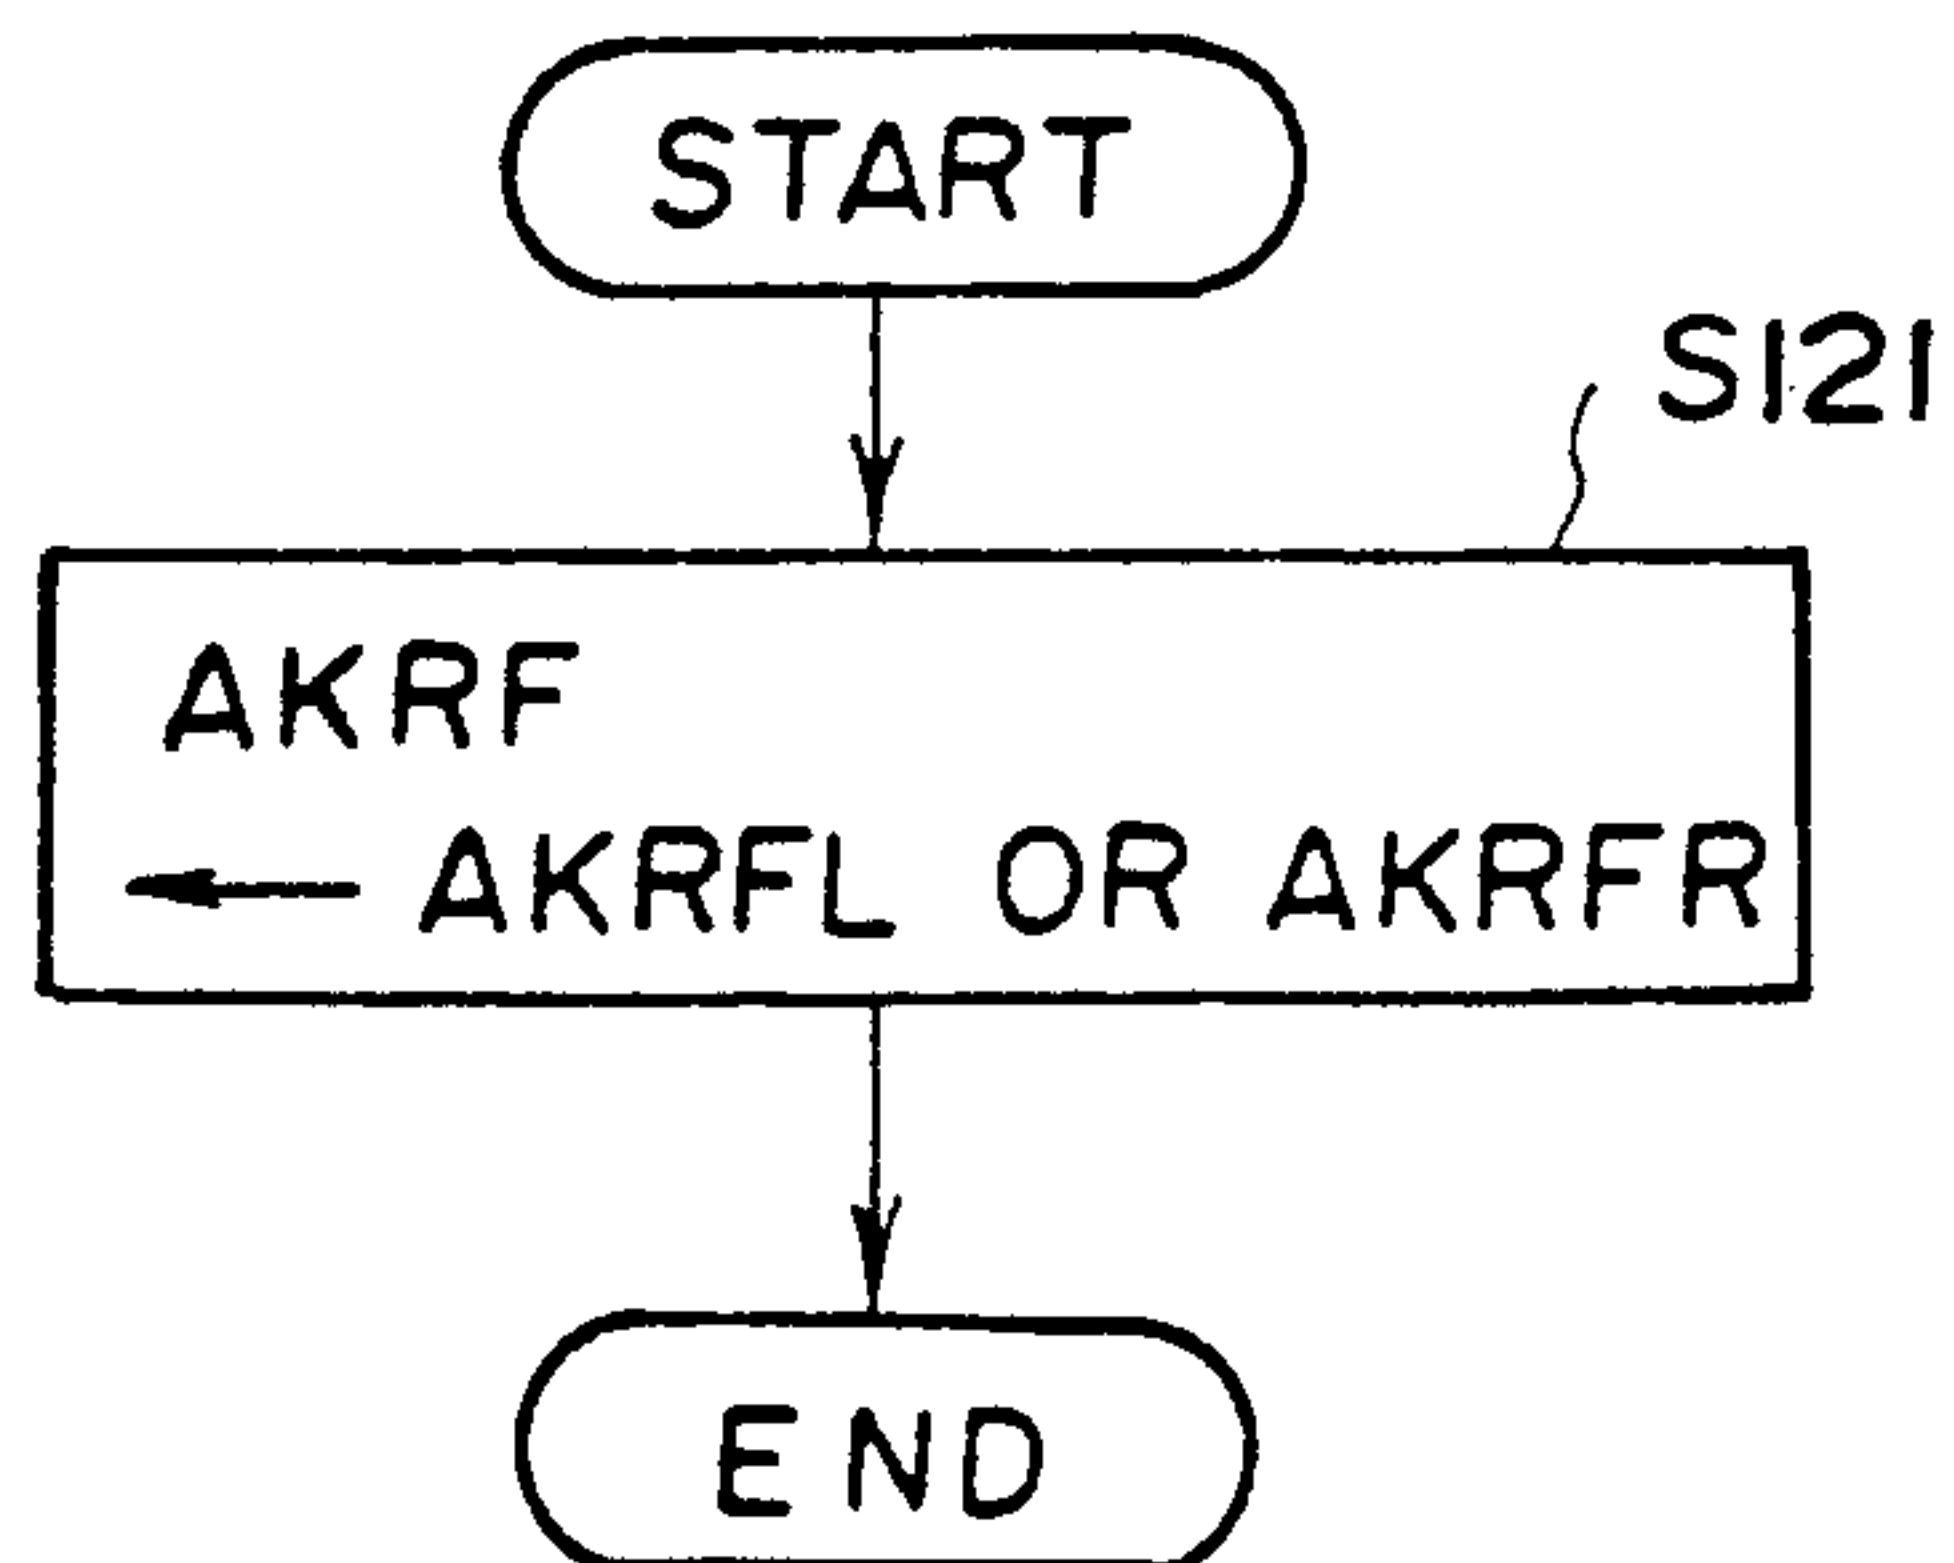 START
S121
AKRF
← AKRFL OR AKRFR
END